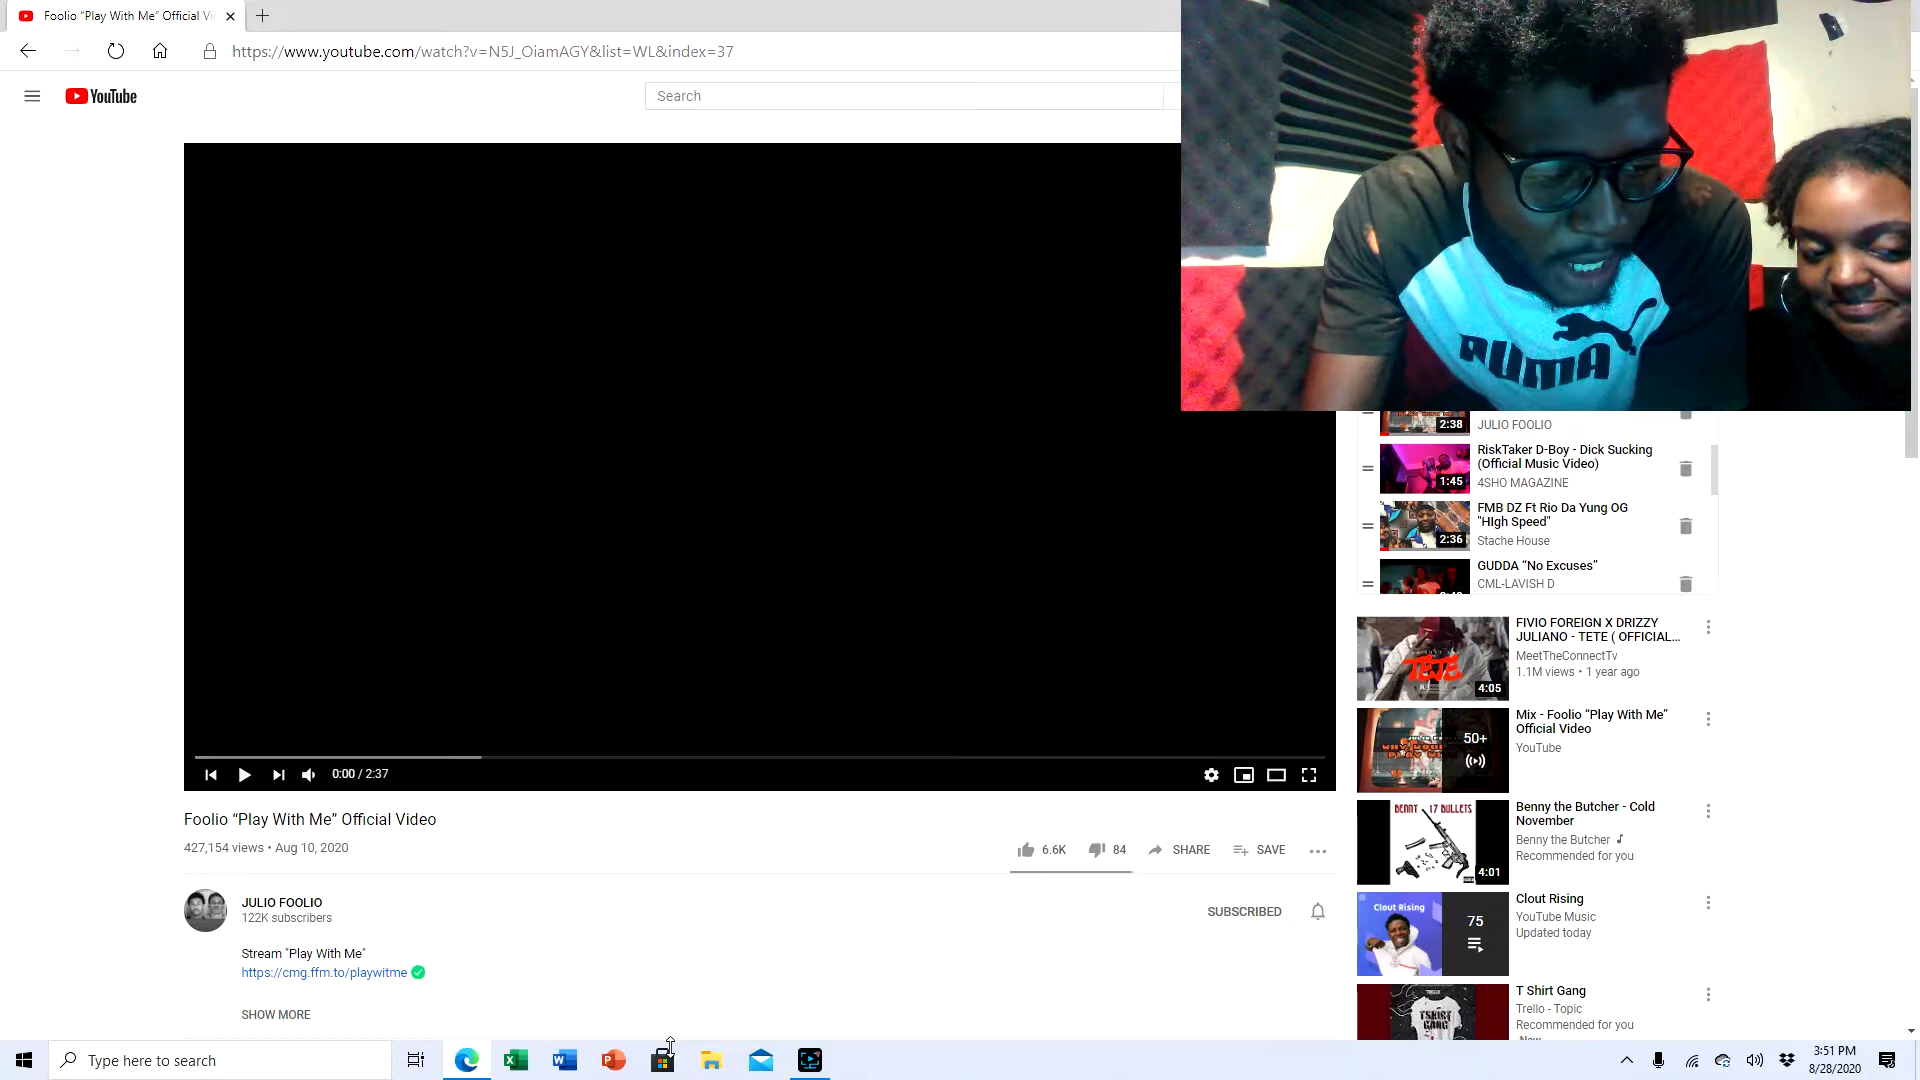 Foolio “Play With Me” Official Vi
https://www.youtube.com/watch?v=N5J_OiamAGY&list=WL&index=37
YouTube
Search
PUMA
2:38
JULIO FOOLIO
RiskTaker D-Boy - Dick Sucking
(Official Music Video)
1:45
4SHO MAGAZINE
FMB DZ Ft Rio Da Yung OG
"HIgh Speed"
2:36
Stache House
GUDDA “No Excuses”
CML-LAVISH D
FIVIO FOREIGN X DRIZZY
JULIANO - TETE ( OFFICIAL...
MeetTheConnectTv
1.1M views • 1 year ago
4:05
Mix - Foolio “Play With Me”
Official Video
50+
YouTube
0:00 / 2:37
Foolio “Play With Me” Official Video
427,154 views • Aug 10, 2020
6.6K
84
SHARE
SAVE
BENNY 17 BULLETS
Benny the Butcher - Cold
November
Benny the Butcher
Recommended for you
4:01
JULIO FOOLIO
122K subscribers
SUBSCRIBED
Clout Rising
75
Clout Rising
YouTube Music
Updated today
Stream "Play With Me"
https://cmg.ffm.to/playwitme
SHOW MORE
TSHIRT
GANG
T Shirt Gang
Trello - Topic
Recommended for you
Type here to search
3:51 PM
8/28/2020